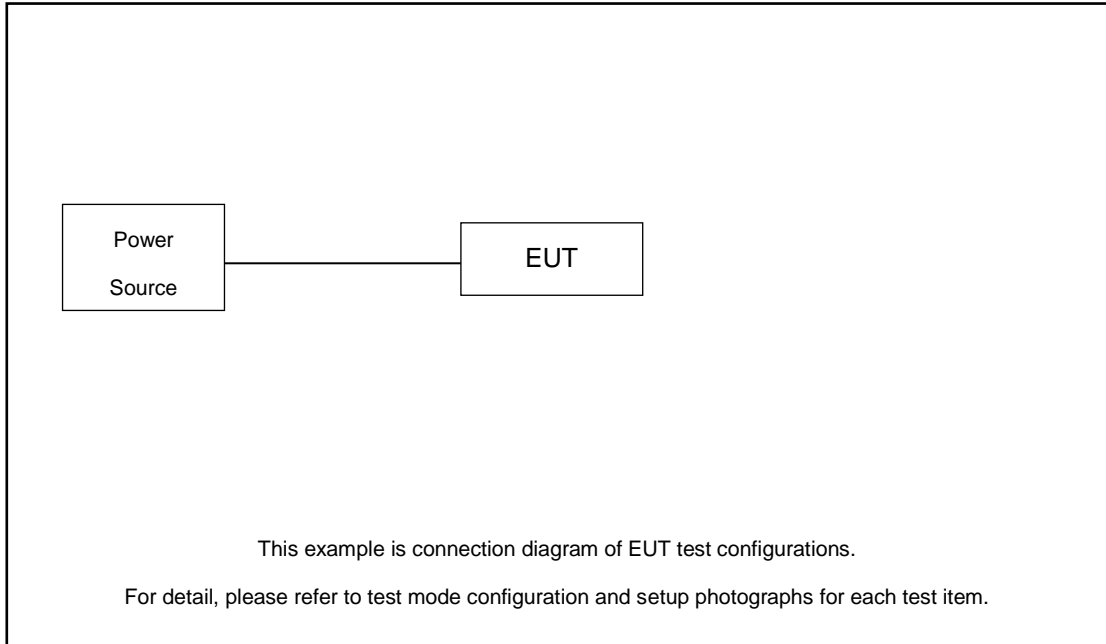 Power
Source
EUT
This example is connection diagram of EUT test configurations.
For detail, please refer to test mode configuration and setup photographs for each test item.